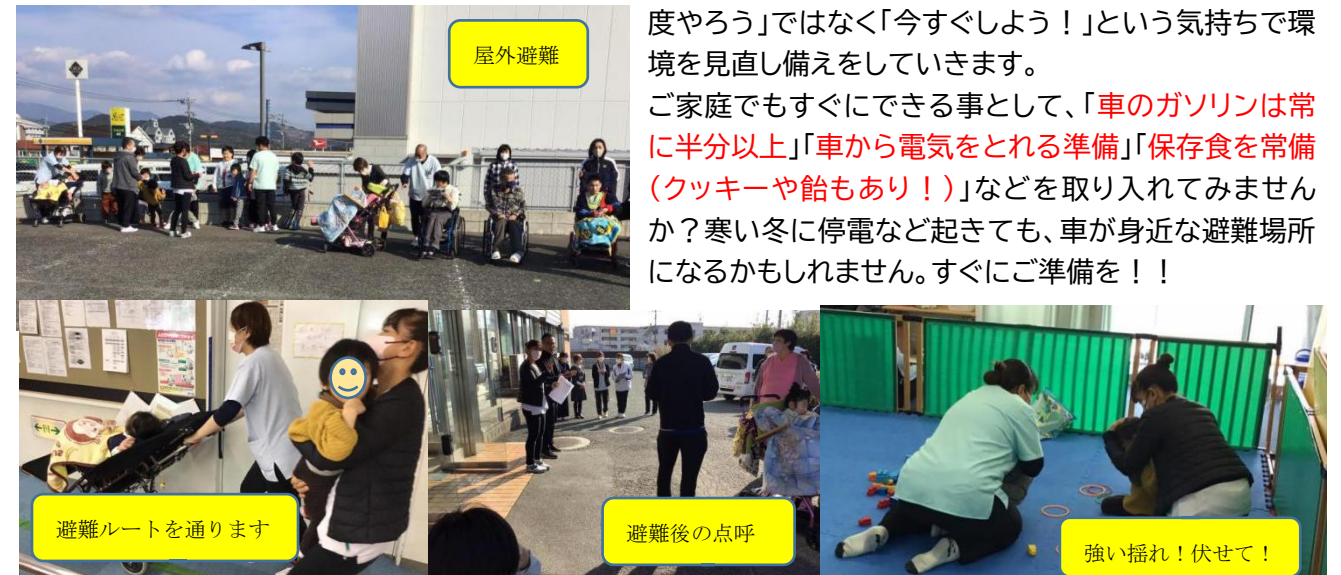 屋外避難
度やろう」ではなく「今すぐしよう！」という気持ちで環
境を見直し備えをしていきます。
ご家庭でもすぐにできる事として、「車のガソリンは常
に半分以上」「車から電気をとれる準備」「保存食を常備
（クッキーや飴もあり！）」などを取り入れてみません
か？寒い冬に停電など起きても、車が身近な避難場所
になるかもしれません。すぐにご準備を！！
避難ルートを通ります
避難後の点呼
強い揺れ！伏せて！